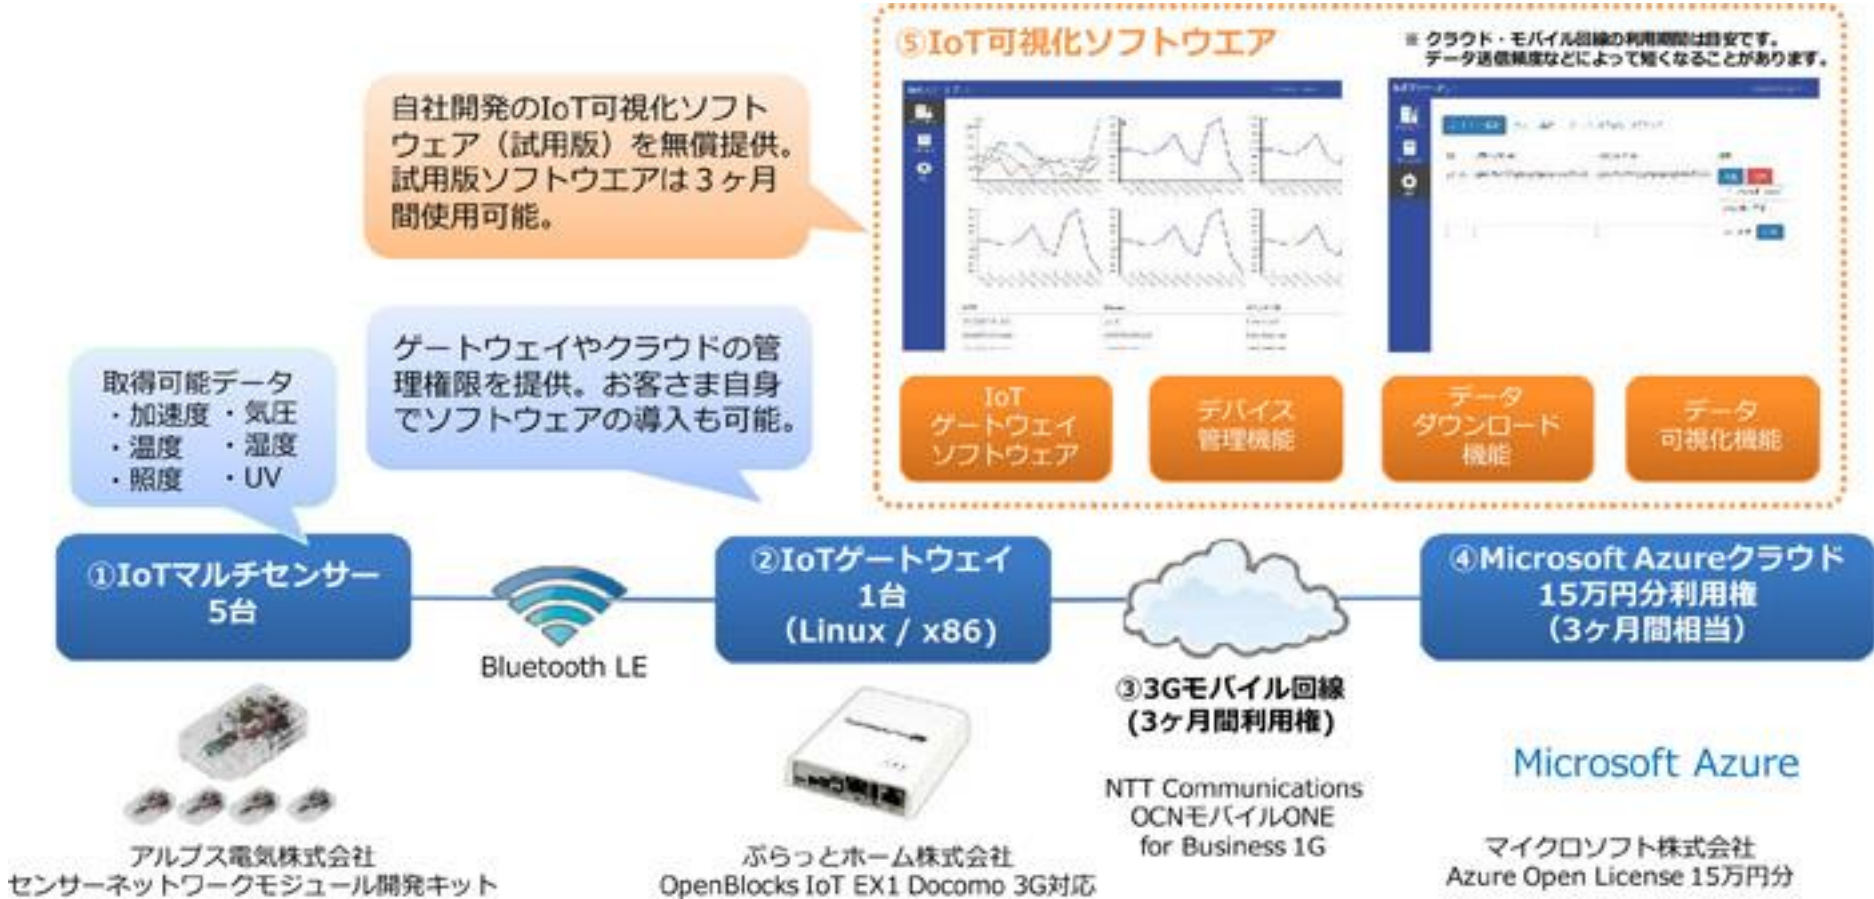 ⑤IoT可視化ソフトウエア
※ クラウド・モバイル回線の利用期間は目安です。
データ送信頻度などによって短くなることがあります。
自社開発のIoT可視化ソフト
ウェア（試用版）を無償提供。
試用版ソフトウエアは３ヶ月
間使用可能。
ゲートウェイやクラウドの管
理権限を提供。お客さま自身
でソフトウェアの導入も可能。
取得可能データ
・加速度 ・気圧
・温度 ・湿度
・照度 ・UV
IoT
ゲートウェイ
ソフトウェア
デバイス
管理機能
データ
ダウンロード
機能
データ
可視化機能
①IoTマルチセンサー
5台
Bluetooth LE
②IoTゲートウェイ
1台
（Linux / x86)
③3Gモバイル回線
(3ヶ月間利用権)
④Microsoft Azureクラウド
15万円分利用権
（3ヶ月間相当）
アルプス電気株式会社
センサーネットワークモジュール開発キット
ぷらっとホーム株式会社
OpenBlocks IoT EX1 Docomo 3G対応
NTT Communications
OCNモバイルONE
for Business 1G
Microsoft Azure
マイクロソフト株式会社
Azure Open License 15万円分